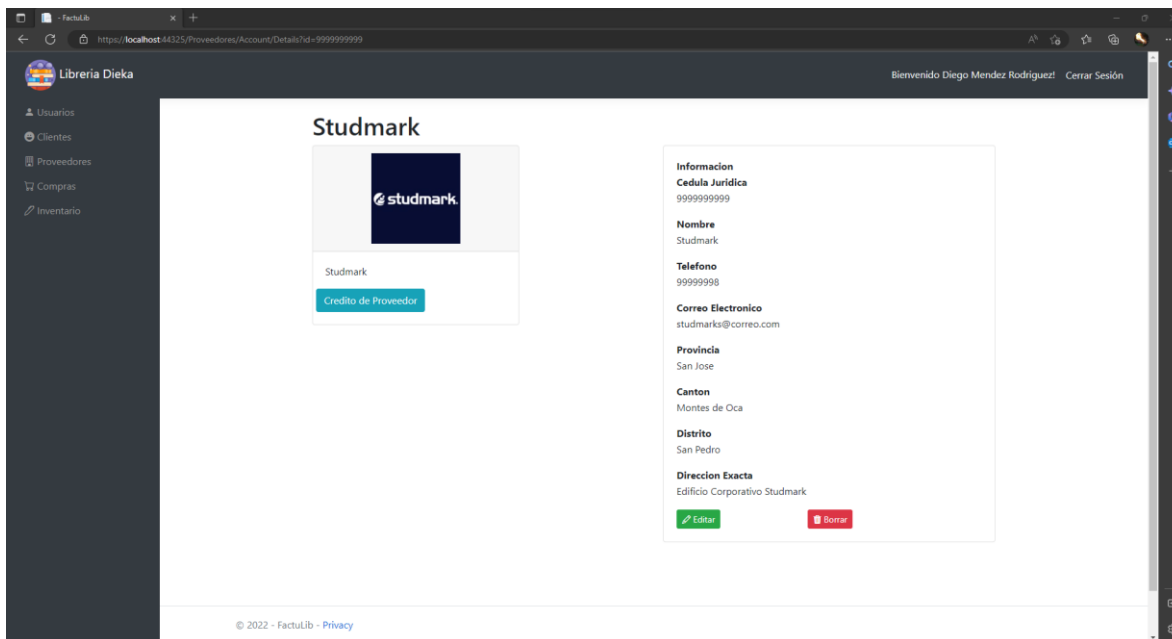 - FactuLib
https://localhost:44325/Proveedores/Account/Details?id=9999999999
Libreria Dieka
Bienvenido Diego Mendez Rodriguez! Cerrar Sesión
Usuarios
Clientes
Proveedores
Compras
Inventario
Studmark
studmark.
Studmark
Credito de Proveedor
Informacion
Cedula Juridica
9999999999
Nombre
Studmark
Telefono
99999998
Correo Electronico
studmarks@correo.com
Provincia
San Jose
Canton
Montes de Oca
Distrito
San Pedro
Direccion Exacta
Edificio Corporativo Studmark
Editar Borrar
© 2022 - FactuLib - Privacy